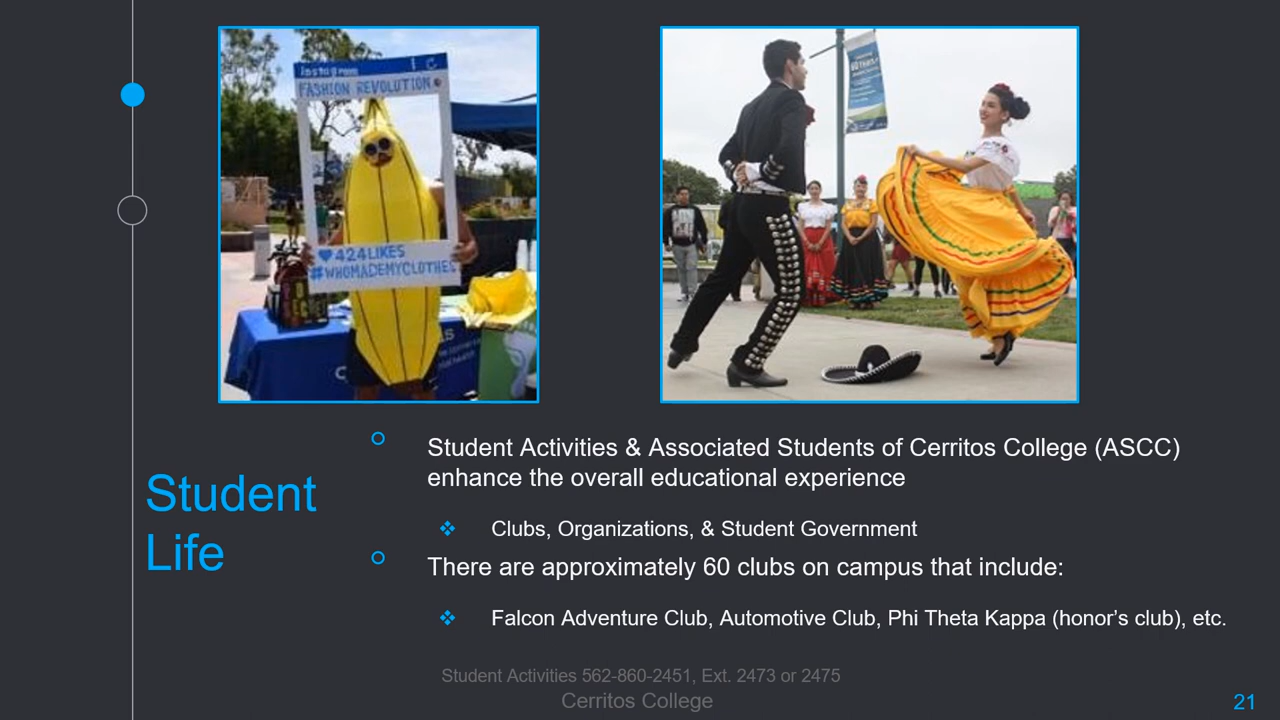 Instagram
FASHION REVOLUTION
424LIKES
#WHOMADEMYCLOTHES
Student
Life
Student Activities & Associated Students of Cerritos College (ASCC)
enhance the overall educational experience
Clubs, Organizations, & Student Government
There are approximately 60 clubs on campus that include:
Falcon Adventure Club, Automotive Club, Phi Theta Kappa (honor’s club), etc.
Student Activities 562-860-2451, Ext. 2473 or 2475
Cerritos College
21